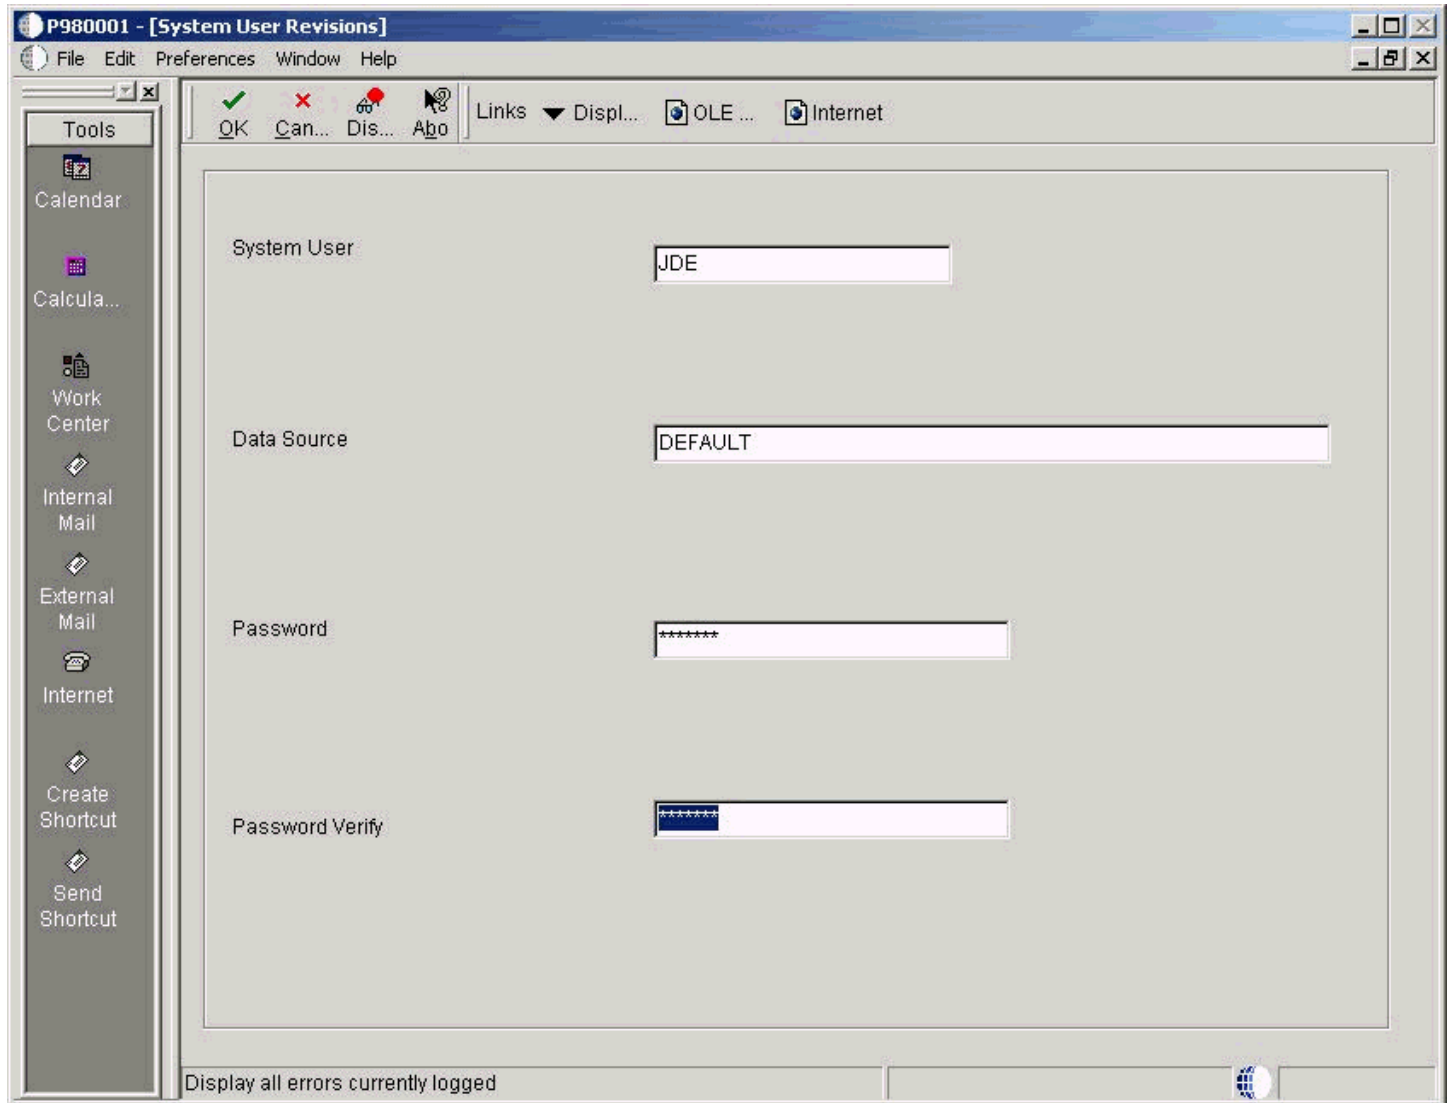 P980001 - [System User Revisions]
File Edit Preferences Window Help
Tools
Calendar
Calcula...
Work
Center
Internal
Mail
External
Mail
Internet
Create
Shortcut
Send
Shortcut
OK Can... Dis... Abo Links Displ... OLE ... Internet
System User JDE
Data Source DEFAULT
Password *******
Password Verify *******
Display all errors currently logged